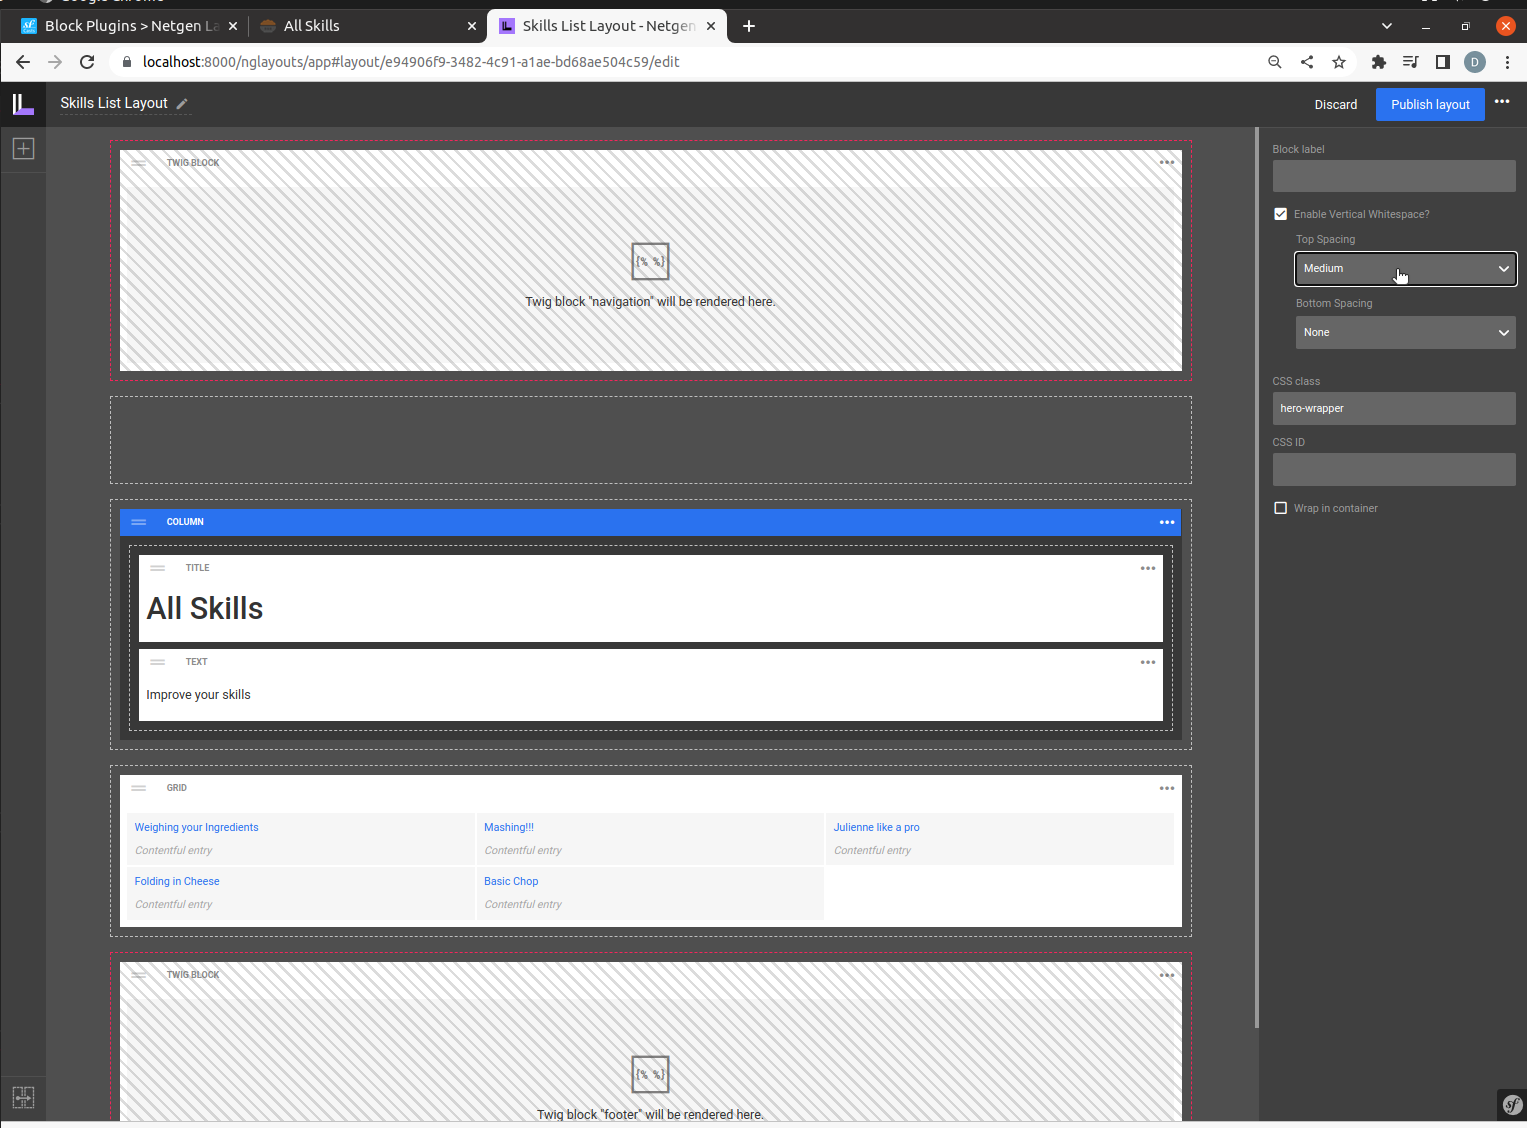 Block Plugins > Netgen La
All Skills
Skills List Layout - Netgen
localhost:8000/nglayouts/app#layout/e94906f9-3482-4c91-a1ae-bd68ae504c59/edit
D
Skills List Layout
Discard
Publish layout
TWIG BLOCK
{% %}
Twig block "navigation" will be rendered here.
COLUMN
TITLE
All Skills
TEXT
Improve your skills
GRID
Weighing your Ingredients
Contentful entry
Mashing!!!
Contentful entry
Julienne like a pro
Contentful entry
Folding in Cheese
Contentful entry
Basic Chop
Contentful entry
TWIG BLOCK
{% %}
Twig block "footer" will be rendered here.
Block label
Enable Vertical Whitespace?
Top Spacing
Medium
Bottom Spacing
None
CSS class
hero-wrapper
CSS ID
Wrap in container
sf